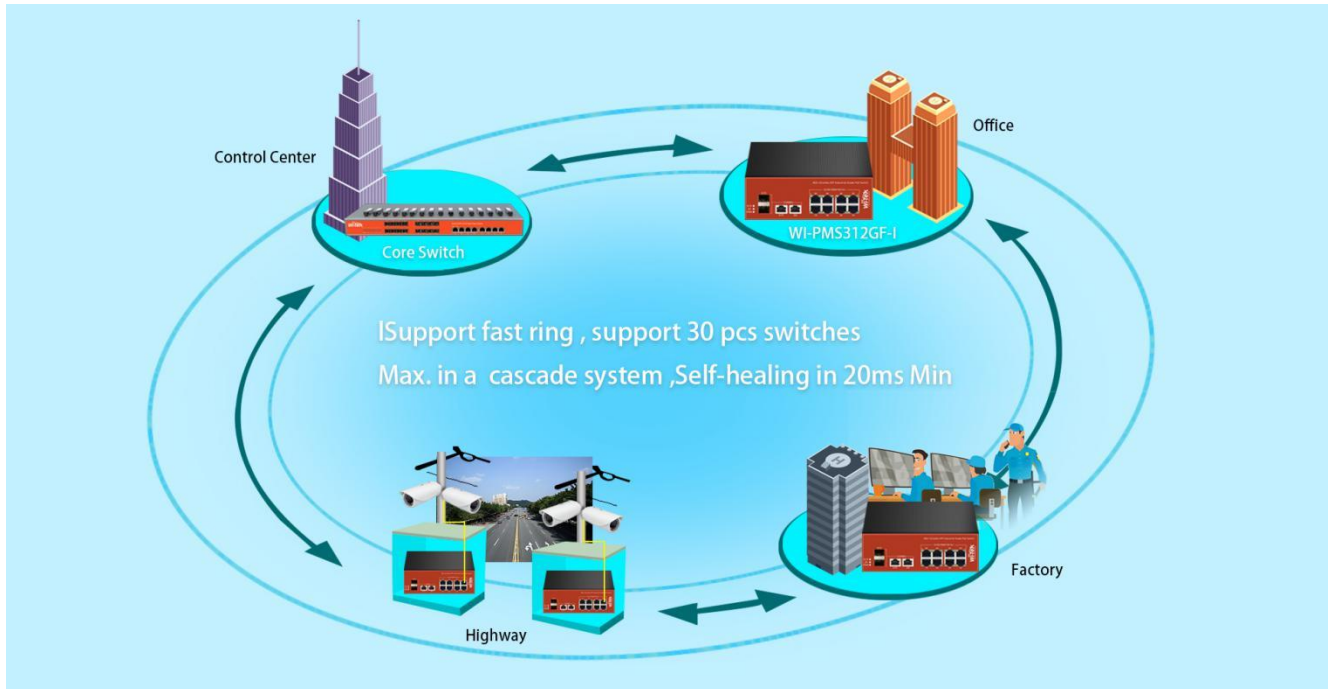 Control Center
Core Switch
Office
WI-PMS312GF-I
ISupport fast ring , support 30 pcs switches
Max. in a cascade system ,Self-healing in 20ms Min
Highway
Factory
H